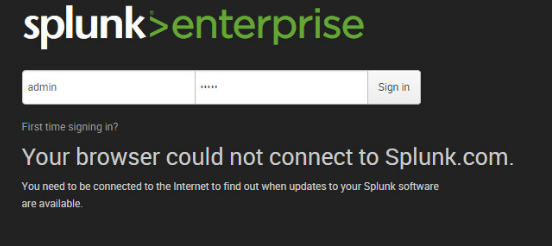 splunk>enterprise
admin
•••••
Sign in
First time signing in?
Your browser could not connect to Splunk.com.
You need to be connected to the Internet to find out when updates to your Splunk software
are available.